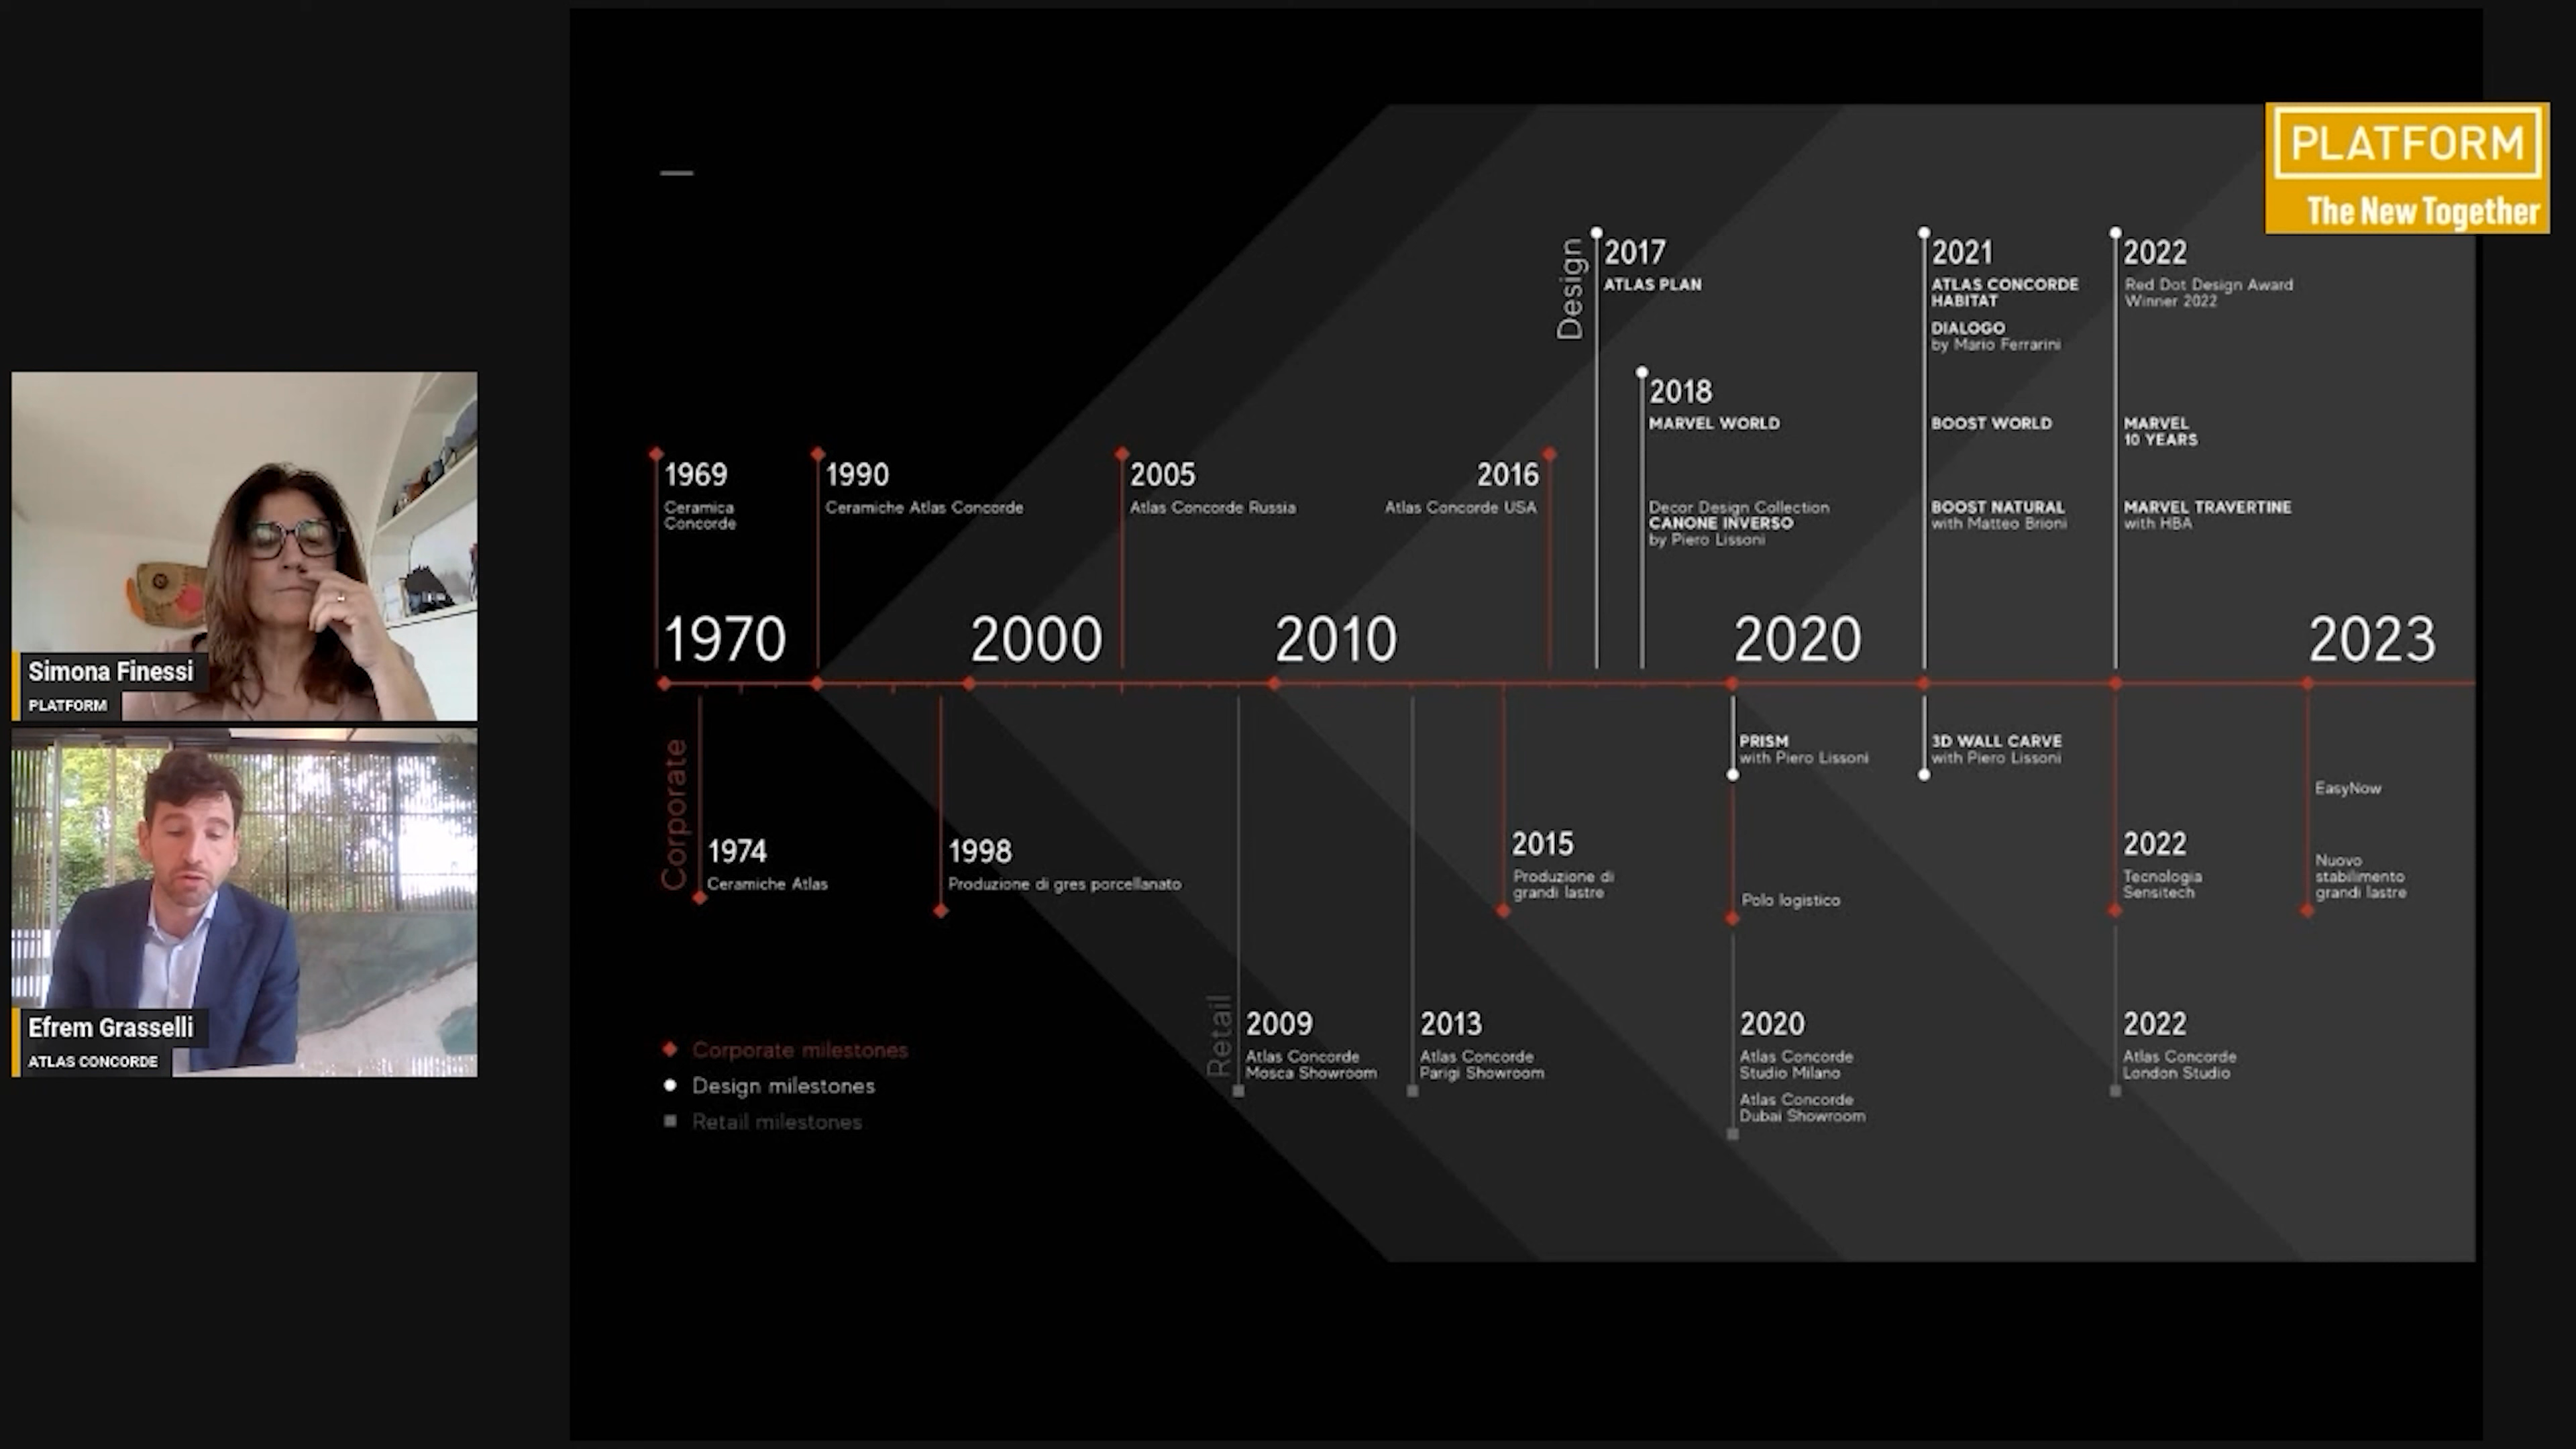 PLATFORM
The New Together
Design
2017
ATLAS PLAN
2018
MARVEL WORLD
Decor Design Collection
CANONE INVERSO
by Piero Lissoni
2021
ATLAS CONCORDE
HABITAT
DIALOGO
by Mario Ferrarini
BOOST WORLD
BOOST NATURAL
with Matteo Brioni
2022
Red Dot Design Award
Winner 2022
MARVEL
10 YEARS
MARVEL TRAVERTINE
with HBA
1969
Ceramica
Concorde
1990
Ceramiche Atlas Concorde
2005
Atlas Concorde Russia
2016
Atlas Concorde USA
1970
2000
2010
2020
2023
Simona Finessi
PLATFORM
Efrem Grasselli
ATLAS CONCORDE
Corporate
1974
Ceramiche Atlas
1998
Produzione di gres porcellanato
2015
Produzione di
grandi lastre
PRISM
with Piero Lissoni
Polo logistico
3D WALL CARVE
with Piero Lissoni
2022
Tecnologia
Sensitech
EasyNow
Nuovo
stabilimento
grandi lastre
Retail
2009
Atlas Concorde
Mosca Showroom
2013
Atlas Concorde
Parigi Showroom
2020
Atlas Concorde
Studio Milano
Atlas Concorde
Dubai Showroom
2022
Atlas Concorde
London Studio
Corporate milestones
Design milestones
Retail milestones